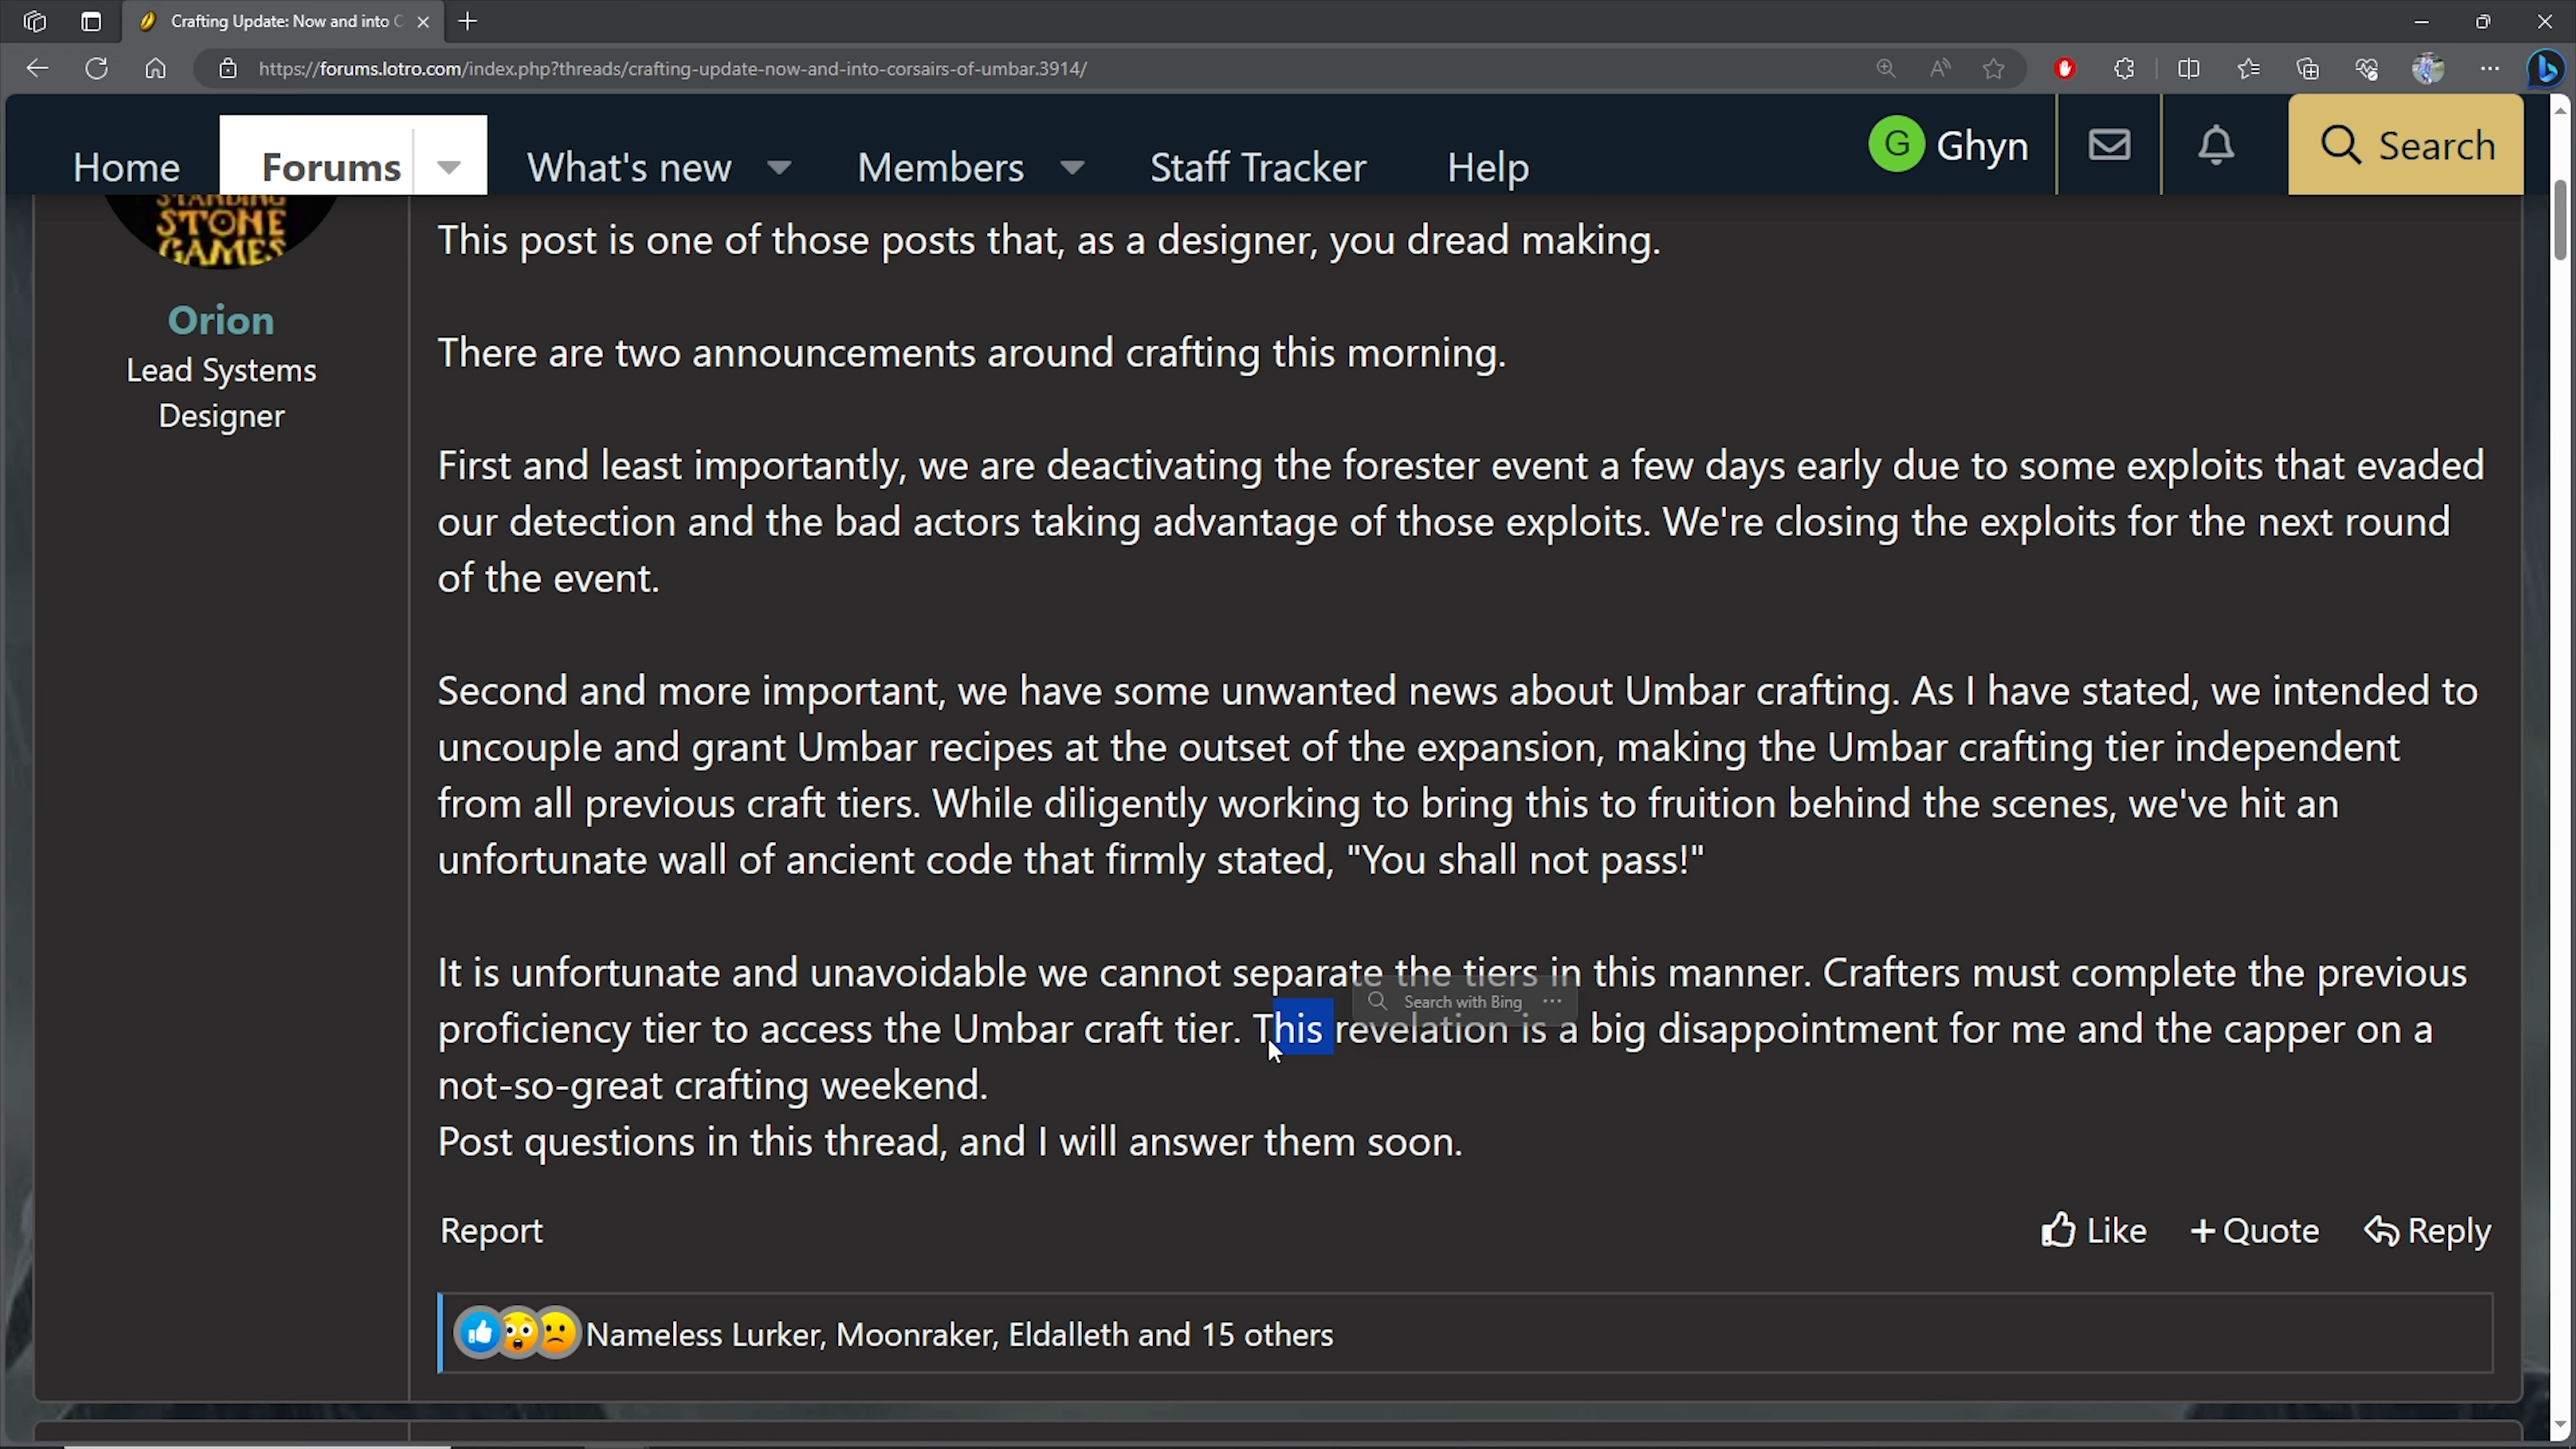 Crafting Update: Now and into C
https://forums.lotro.com/index.php?threads/crafting-update-now-and-into-corsairs-of-umbar.3914/
Home
Forums
What's new
Members
Staff Tracker
Help
G
Ghyn
Search
STANDING
STONE
GAMES
Orion
Lead Systems
Designer
This post is one of those posts that, as a designer, you dread making.
There are two announcements around crafting this morning.
First and least importantly, we are deactivating the forester event a few days early due to some exploits that evaded
our detection and the bad actors taking advantage of those exploits. We're closing the exploits for the next round
of the event.
Second and more important, we have some unwanted news about Umbar crafting. As I have stated, we intended to
uncouple and grant Umbar recipes at the outset of the expansion, making the Umbar crafting tier independent
from all previous craft tiers. While diligently working to bring this to fruition behind the scenes, we've hit an
unfortunate wall of ancient code that firmly stated, "You shall not pass!"
It is unfortunate and unavoidable we cannot separate the tiers in this manner. Crafters must complete the previous
Search with Bing
proficiency tier to access the Umbar craft tier. This revelation is a big disappointment for me and the capper on a
not-so-great crafting weekend.
Post questions in this thread, and I will answer them soon.
Report
Like
+ Quote
Reply
Nameless Lurker, Moonraker, Eldalleth and 15 others